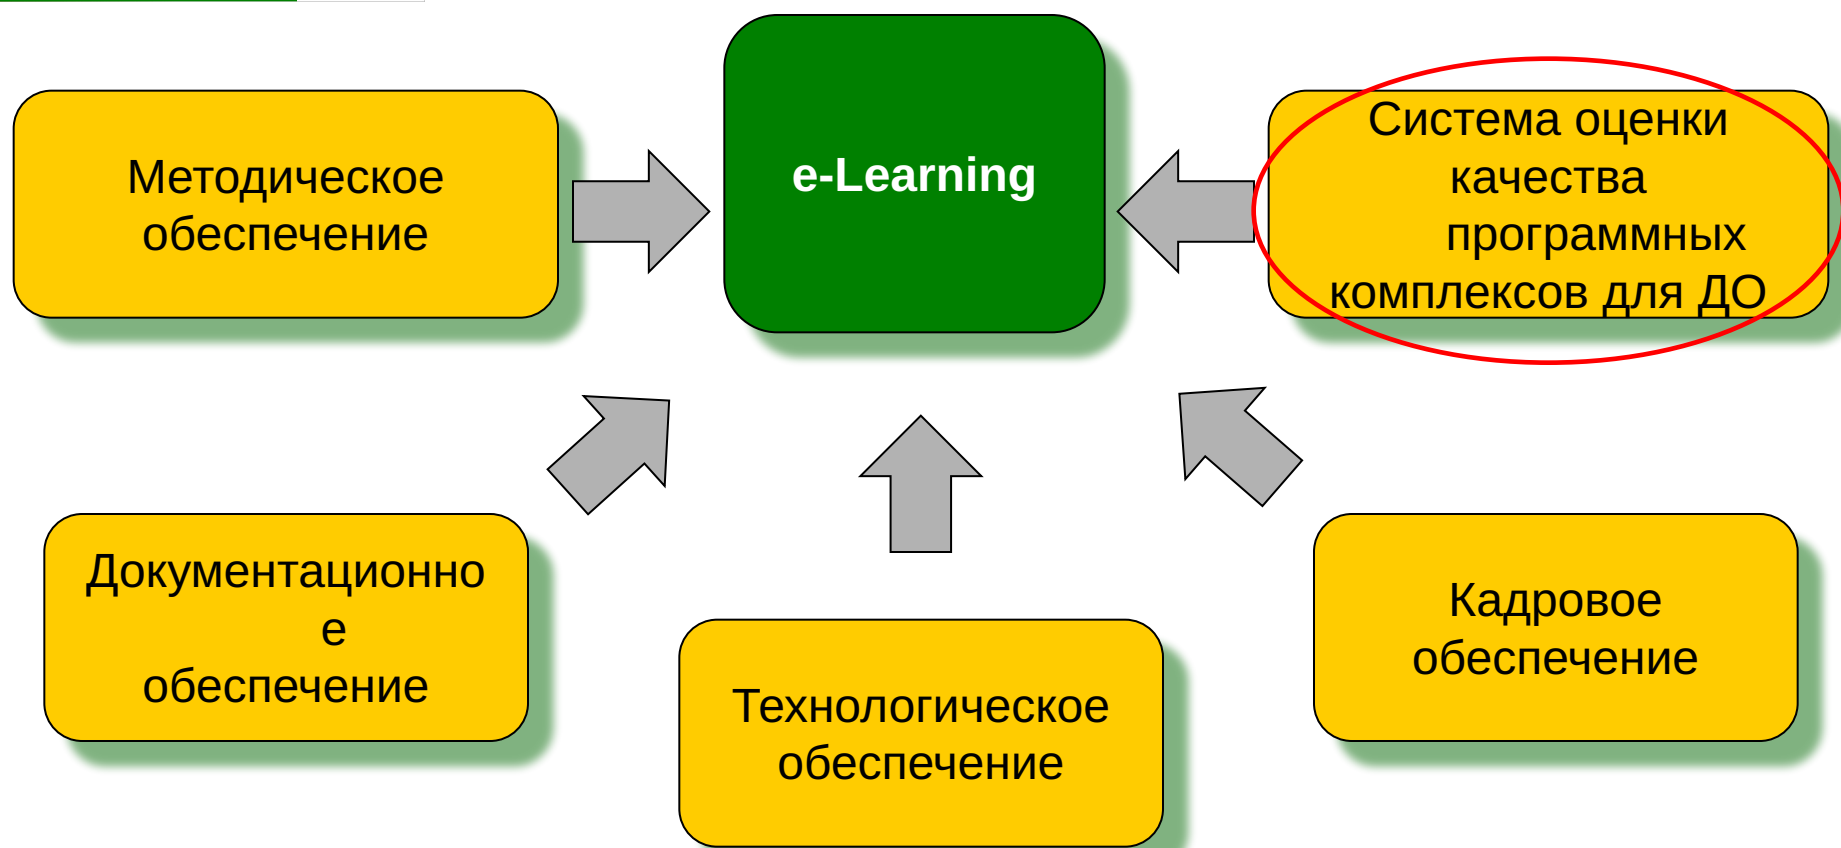 Методическое
обеспечение
e-Learning
Система оценки
качества
программных
комплексов для ДО
Документационно
е
обеспечение
Технологическое
обеспечение
Кадровое
обеспечение